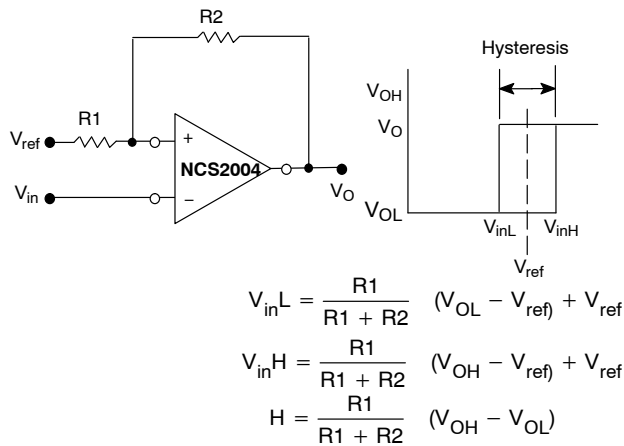 R2
Hysteresis
R1
VOH
VO
Vref
+
NCS2004
Vin
−
VO
VOL
VinL
VinH
Vref
VinL = R1 / (R1 + R2) (VOL − Vref) + Vref
VinH = R1 / (R1 + R2) (VOH − Vref) + Vref
H = R1 / (R1 + R2) (VOH − VOL)